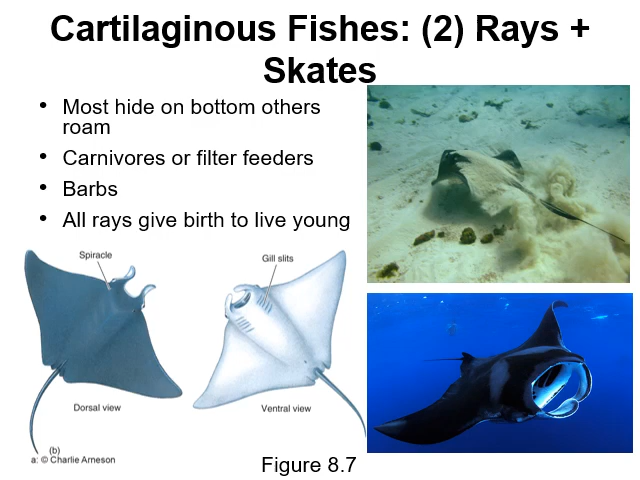 Cartilaginous Fishes: (2) Rays +
Skates
• Most hide on bottom others
roam
• Carnivores or filter feeders
• Barbs
• All rays give birth to live young
Spiracle
Gill slits
Dorsal view
Ventral view
(b)
a: © Charlie Arneson
Figure 8.7